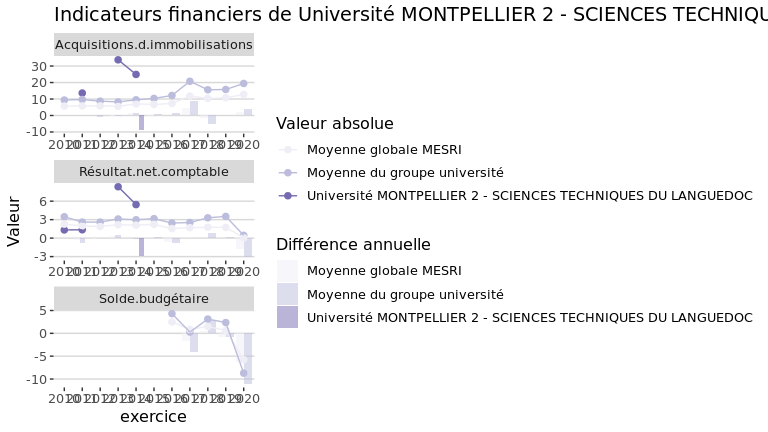 Indicateurs financiers de Université MONTPELLIER 2 - SCIENCES TECHNIQU
Acquisitions.d.immobilisations
30
20
10
0
-10
2010 2011 2012 2013 2014 2015 2016 2017 2018 2019 2020
Résultat.net.comptable
6
3
0
-3
2010 2011 2012 2013 2014 2015 2016 2017 2018 2019 2020
Solde.budgétaire
5
0
-5
-10
2010 2011 2012 2013 2014 2015 2016 2017 2018 2019 2020
exercice
Valeur
Valeur absolue
Moyenne globale MESRI
Moyenne du groupe université
Université MONTPELLIER 2 - SCIENCES TECHNIQUES DU LANGUEDOC
Différence annuelle
Moyenne globale MESRI
Moyenne du groupe université
Université MONTPELLIER 2 - SCIENCES TECHNIQUES DU LANGUEDOC